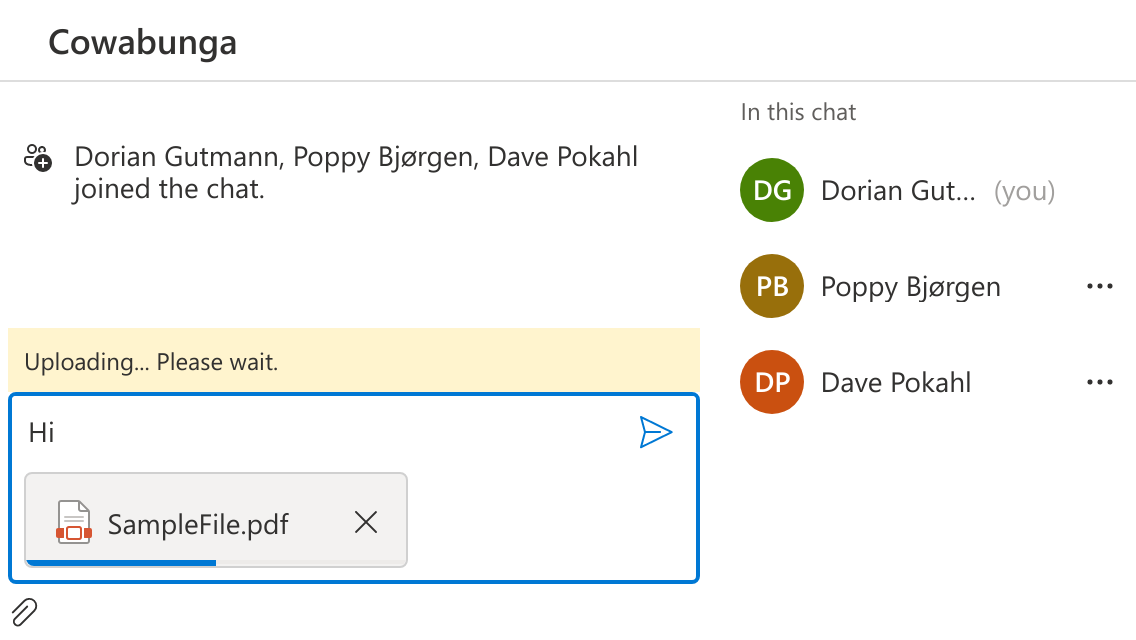 Cowabunga
Dorian Gutmann, Poppy Bjørgen, Dave Pokahl
joined the chat.
Uploading... Please wait.
Hi
SampleFile.pdf
In this chat
DG Dorian Gut... (you)
PB Poppy Bjørgen
DP Dave Pokahl